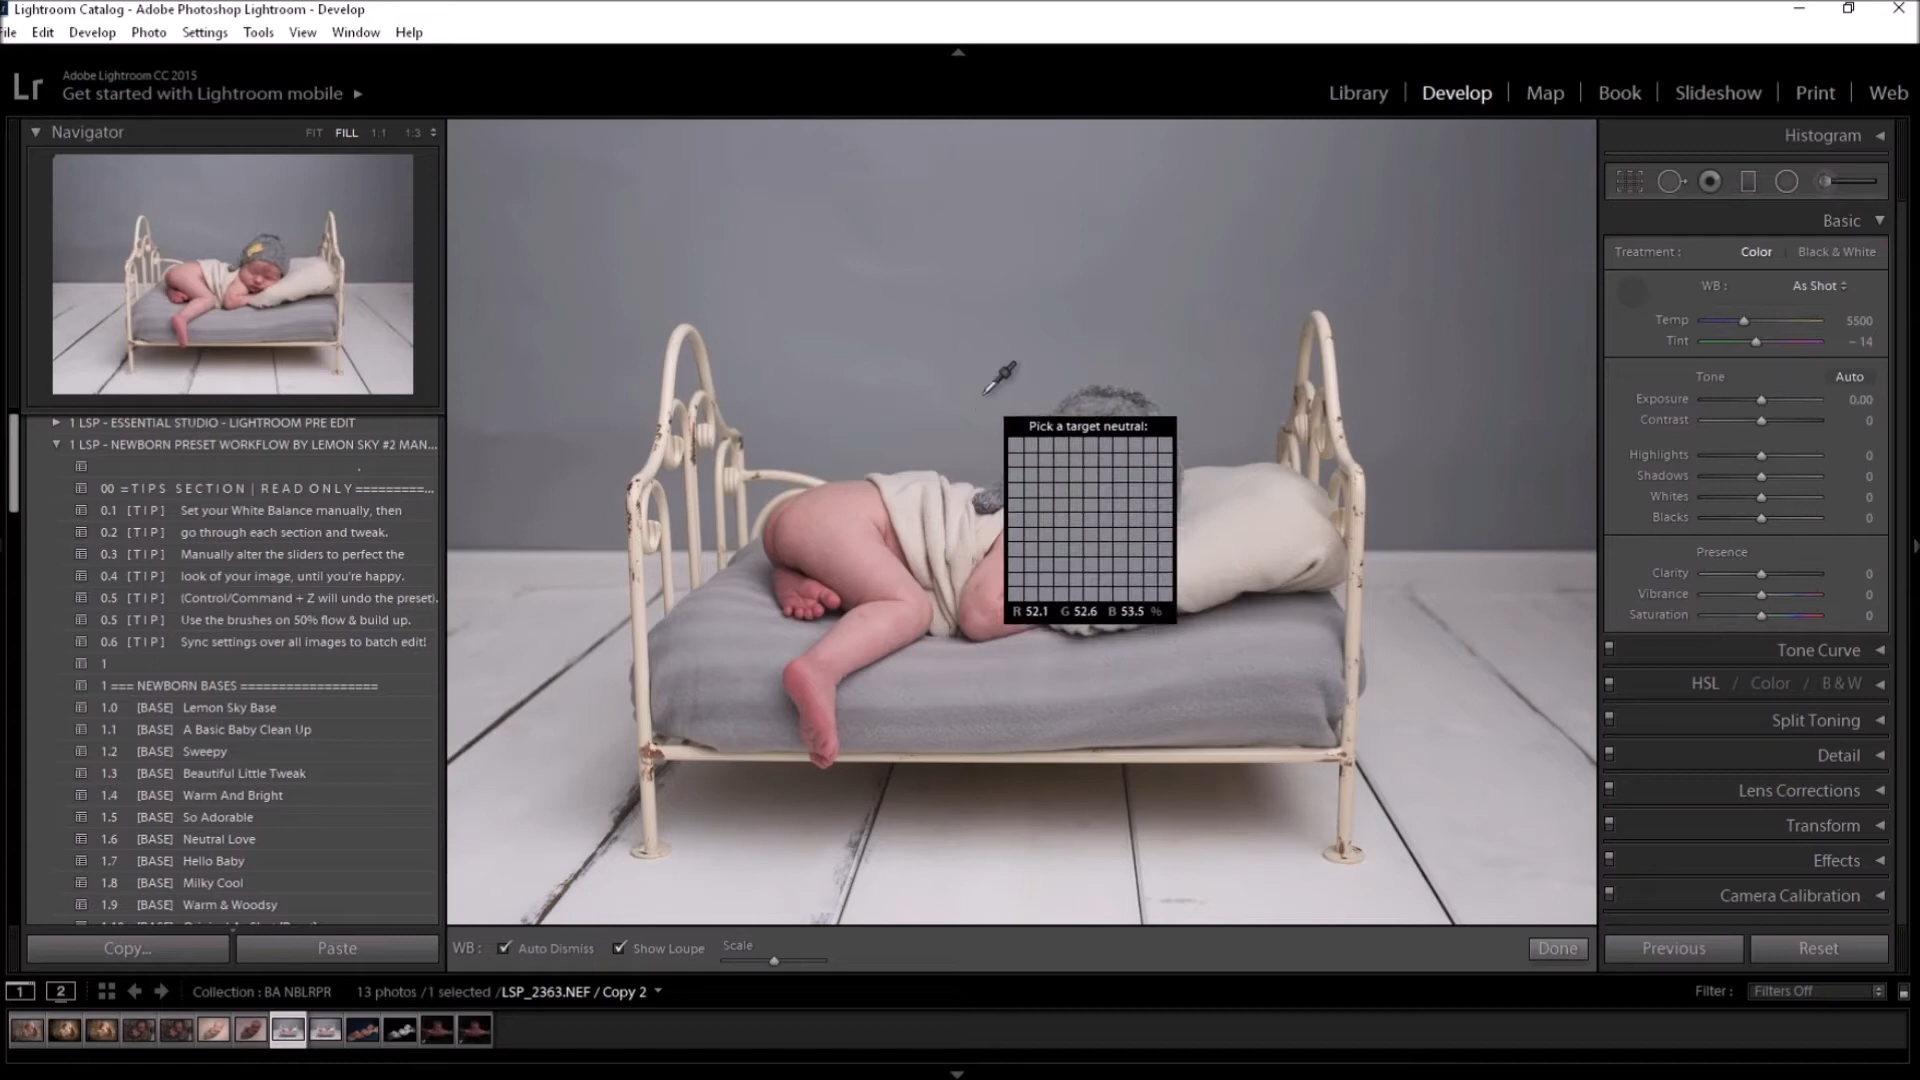 Lightroom Catalog - Adobe Photoshop Lightroom - Develop
ile Edit Develop Photo Settings Tools View Window Help
Lr
Adobe Lightroom CC 2015
Get started with Lightroom mobile
Library Develop Map Book Slideshow Print Web
Navigator FIT FILL 1:1 1:3
1 LSP - ESSENTIAL STUDIO - LIGHTROOM PRE EDIT
1 LSP - NEWBORN PRESET WORKFLOW BY LEMON SKY #2 MAN...
.
00 =TIPS SECTION | READ ONLY =========...
0.1 [TIP] Set your White Balance manually, then
0.2 [TIP] go through each section and tweak.
0.3 [TIP] Manually alter the sliders to perfect the
0.4 [TIP] look of your image, until you're happy.
0.5 [TIP] (Control/Command + Z will undo the preset).
0.5 [TIP] Use the brushes on 50% flow & build up.
0.6 [TIP] Sync settings over all images to batch edit!
1
1 === NEWBORN BASES ==================
1.0 [BASE] Lemon Sky Base
1.1 [BASE] A Basic Baby Clean Up
1.2 [BASE] Sweepy
1.3 [BASE] Beautiful Little Tweak
1.4 [BASE] Warm And Bright
1.5 [BASE] So Adorable
1.6 [BASE] Neutral Love
1.7 [BASE] Hello Baby
1.8 [BASE] Milky Cool
1.9 [BASE] Warm & Woodsy
Copy... Paste
Pick a target neutral:
R 52.1 G 52.6 B 53.5 %
WB : Auto Dismiss Show Loupe Scale Done
Histogram
Basic
Treatment : Color Black & White
WB : As Shot
Temp 5500
Tint – 14
Tone Auto
Exposure 0.00
Contrast 0
Highlights 0
Shadows 0
Whites 0
Blacks 0
Presence
Clarity 0
Vibrance 0
Saturation 0
Tone Curve
HSL / Color / B & W
Split Toning
Detail
Lens Corrections
Transform
Effects
Camera Calibration
Previous Reset
1 2 Collection : BA NBLRPR 13 photos /1 selected /LSP_2363.NEF / Copy 2 Filter : Filters Off